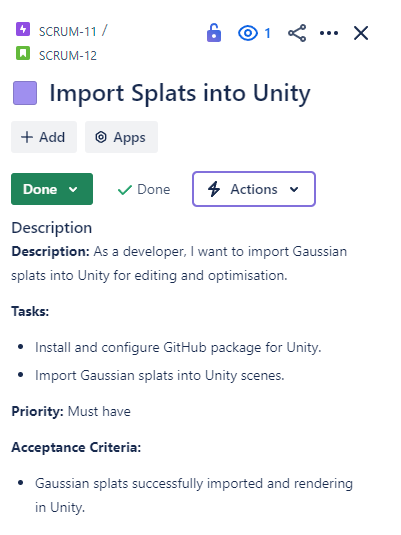 SCRUM-11 /
SCRUM-12
1
Import Splats into Unity
+ Add
Apps
Done
Done
Actions
Description
Description: As a developer, I want to import Gaussian
splats into Unity for editing and optimisation.
Tasks:
• Install and configure GitHub package for Unity.
• Import Gaussian splats into Unity scenes.
Priority: Must have
Acceptance Criteria:
• Gaussian splats successfully imported and rendering
in Unity.